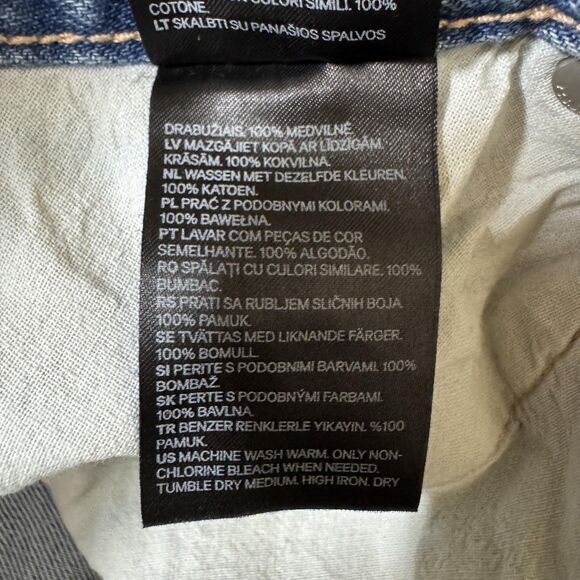 COLORI SIMILI. 100%
COTONE.
LT SKALBTI SU PANAŠIOS SPALVOS
DRABUŽIAIS. 100% MEDVILNĖ.
LV MAZGĀJIET KOPĀ AR LĪDZĪGĀM.
KRĀSĀM. 100% KOKVILNA.
NL WASSEN MET DEZELFDE KLEUREN.
100% KATOEN.
PL PRAĆ Z PODOBNYMI KOLORAMI.
100% BAWEŁNA.
PT LAVAR COM PEÇAS DE COR
SEMELHANTE. 100% ALGODÃO.
RO SPĂLAȚI CU CULORI SIMILARE. 100%
BUMBAC.
RS PRATI SA RUBLJEM SLIČNIH BOJA
100% PAMUK.
SE TVÄTTAS MED LIKNANDE FÄRGER.
100% BOMULL.
SI PERITE S PODOBNIMI BARVAMI. 100%
BOMBAŽ.
SK PERTE S PODOBNÝMI FARBAMI.
100% BAVLNA.
TR BENZER RENKLERLE YIKAYIN. %100
PAMUK.
US MACHINE WASH WARM. ONLY NON-
CHLORINE BLEACH WHEN NEEDED.
TUMBLE DRY MEDIUM. HIGH IRON. DRY